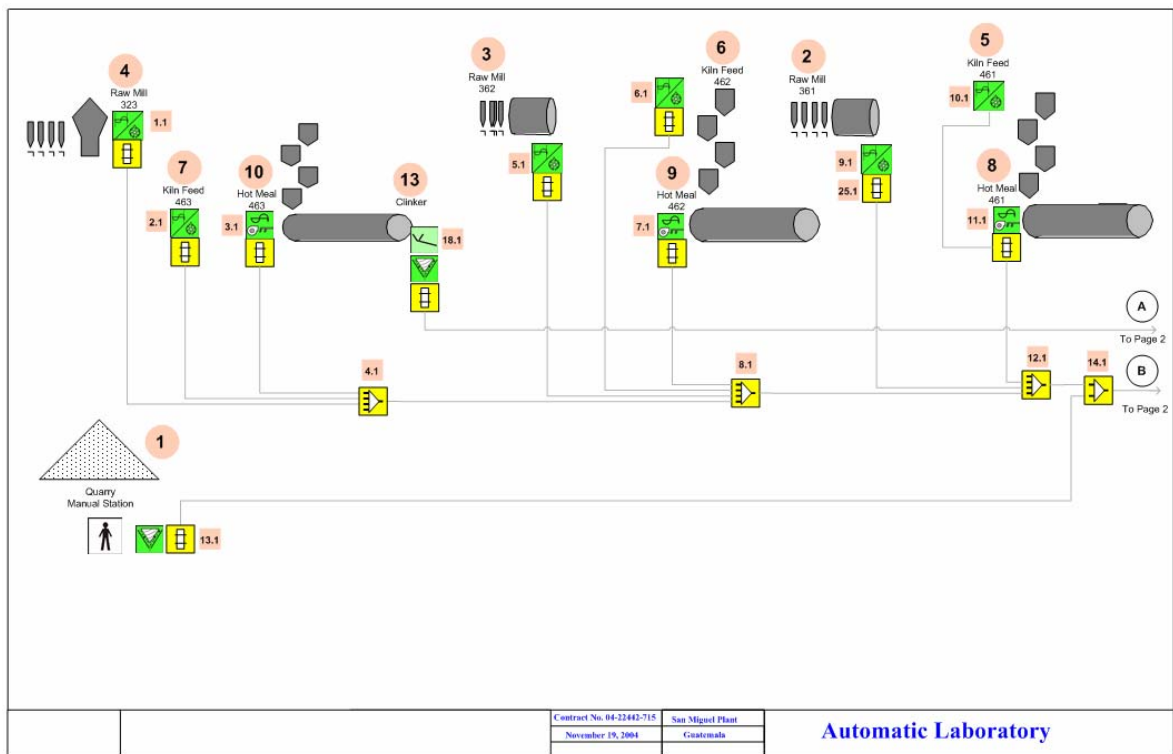 4
Raw Mill
323
1.1
7
Kiln Feed
463
2.1
10
Hot Meal
463
3.1
13
Clinker
18.1
3
Raw Mill
362
5.1
6
Kiln Feed
462
6.1
9
Hot Meal
462
7.1
2
Raw Mill
361
9.1
25.1
5
Kiln Feed
461
10.1
8
Hot Meal
461
11.1
A
To Page 2
4.1
8.1
12.1
14.1
B
To Page 2
1
Quarry
Manual Station
13.1
Contract No. 04-22442-715
San Miguel Plant
November 19, 2004
Guatemala
Automatic Laboratory